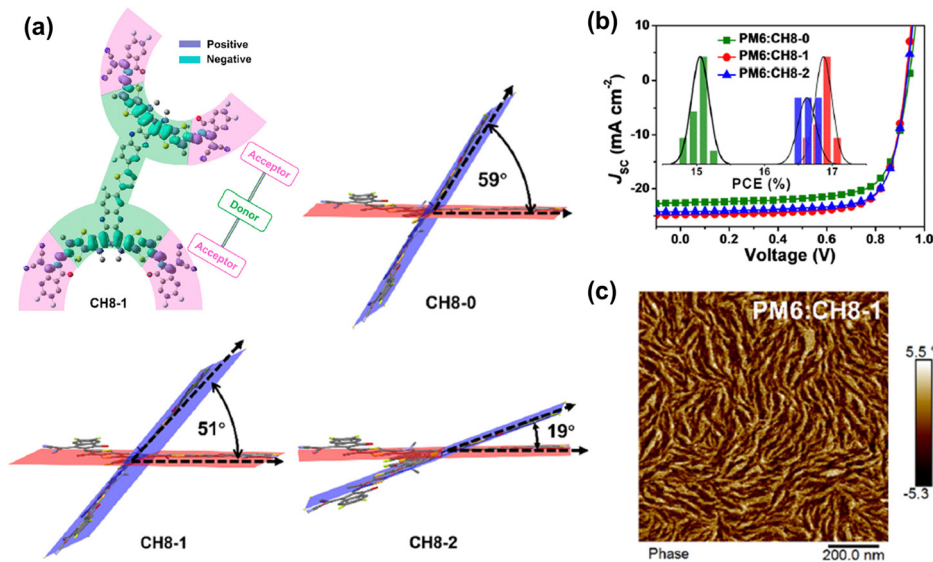 (a)
Positive
Negative
Acceptor
Donor
Acceptor
CH8-1
59°
CH8-0
51°
CH8-1
19°
CH8-2
(b)
PM6:CH8-0
PM6:CH8-1
PM6:CH8-2
15 16 17
PCE (%)
10
0
-10
-20
J_SC (mA cm⁻²)
0.0 0.2 0.4 0.6 0.8 1.0
Voltage (V)
(c)
PM6:CH8-1
5.5 °
-5.3
Phase
200.0 nm